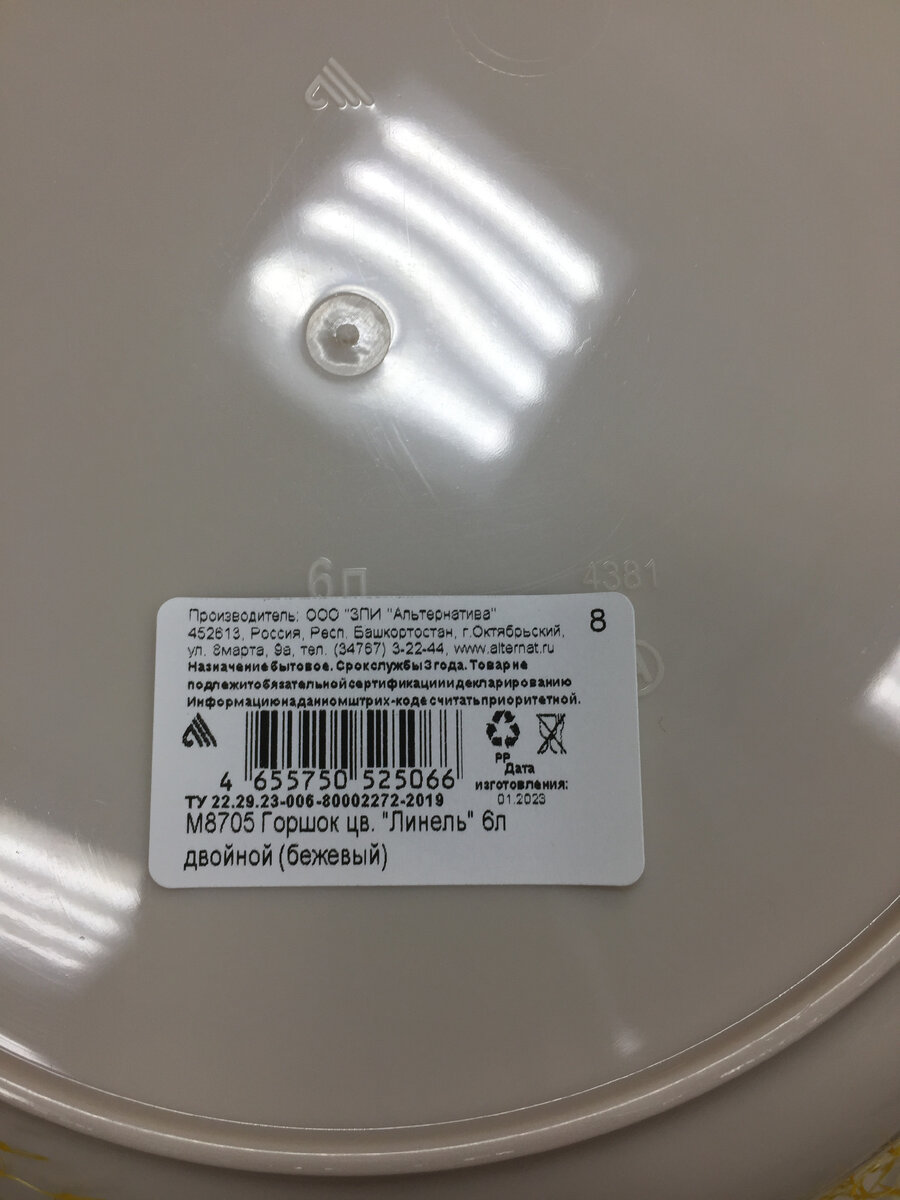 6л
4381
Производитель: ООО "ЗПИ "Альтернатива"
8
452613, Россия, Респ. Башкортостан, г.Октябрьский,
ул. 8марта, 9а, тел. (34767) 3-22-44, www.alternat.ru
Назначение бытовое. Срок службы 3 года. Товар не
подлежит обязательной сертификации и декларированию
Информацию на данном штрих-коде считать приоритетной.
4 655750 525066
PP
Дата
изготовления:
01.2023
ТУ 22.29.23-006-80002272-2019
М8705 Горшок цв. "Линель" 6л
двойной (бежевый)